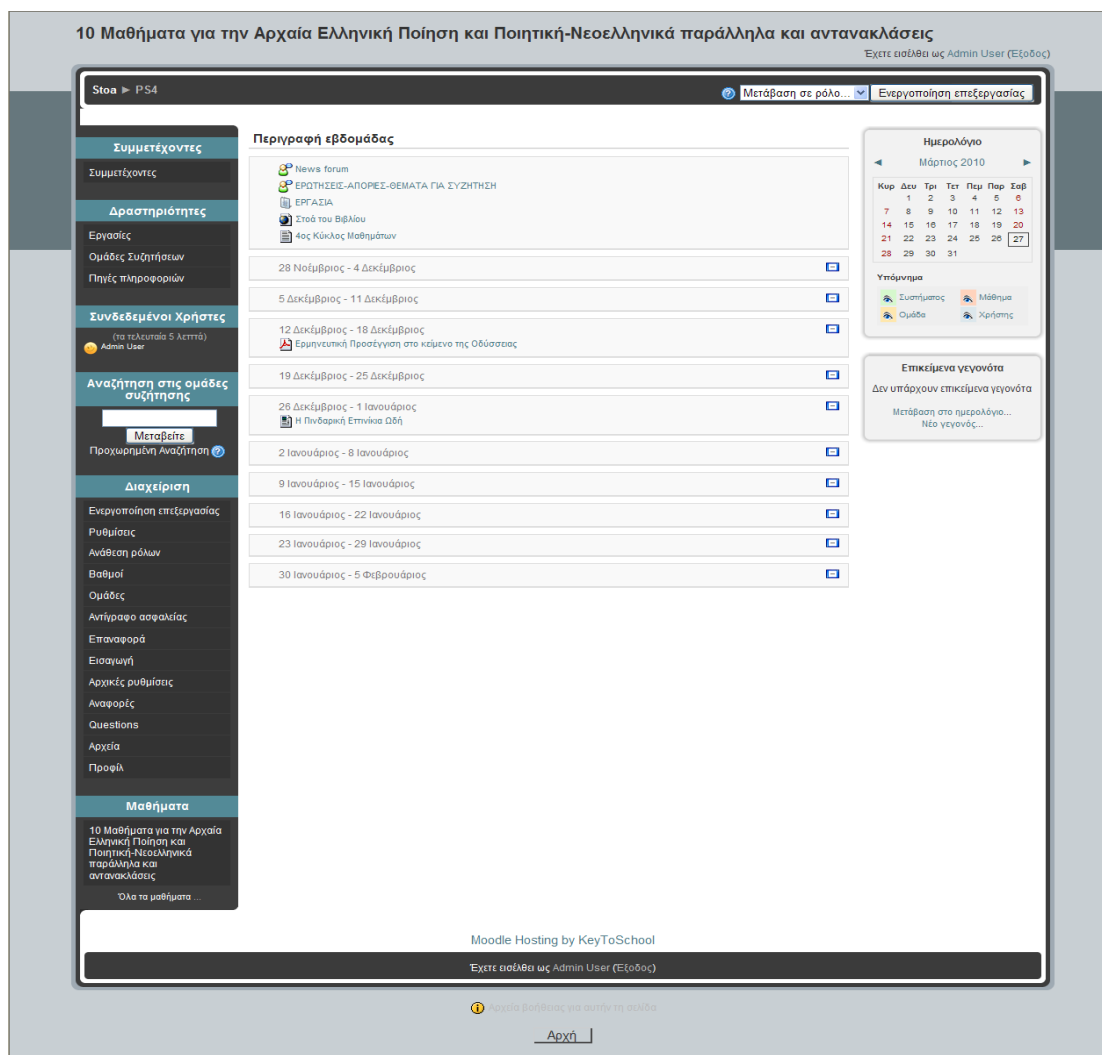 10 Μαθήματα για την Αρχαία Ελληνική Ποίηση και Ποιητική-Νεοελληνικά παράλληλα και αντανακλάσεις
Έχετε εισέλθει ως Admin User (Έξοδος)
Stoa ► PS4
Μετάβαση σε ρόλο...
Ενεργοποίηση επεξεργασίας
Συμμετέχοντες
Συμμετέχοντες
Δραστηριότητες
Εργασίες
Ομάδες Συζητήσεων
Πηγές πληροφοριών
Συνδεδεμένοι Χρήστες
(τα τελευταία 5 λεπτά)
Admin User
Αναζήτηση στις ομάδες
συζήτησης
Μεταβείτε
Προχωρημένη Αναζήτηση
Διαχείριση
Ενεργοποίηση επεξεργασίας
Ρυθμίσεις
Ανάθεση ρόλων
Βαθμοί
Ομάδες
Αντίγραφο ασφαλείας
Επαναφορά
Εισαγωγή
Αρχικές ρυθμίσεις
Αναφορές
Questions
Αρχεία
Προφίλ
Μαθήματα
10 Μαθήματα για την Αρχαία
Ελληνική Ποίηση και
Ποιητική-Νεοελληνικά
παράλληλα και
αντανακλάσεις
Όλα τα μαθήματα ...
Περιγραφή εβδομάδας
News forum
ΕΡΩΤΗΣΕΙΣ-ΑΠΟΡΙΕΣ-ΘΕΜΑΤΑ ΓΙΑ ΣΥΖΗΤΗΣΗ
ΕΡΓΑΣΙΑ
Στοά του Βιβλίου
4ος Κύκλος Μαθημάτων
28 Νοέμβριος - 4 Δεκέμβριος
5 Δεκέμβριος - 11 Δεκέμβριος
12 Δεκέμβριος - 18 Δεκέμβριος
Ερμηνευτική Προσέγγιση στο κείμενο της Οδύσσειας
19 Δεκέμβριος - 25 Δεκέμβριος
26 Δεκέμβριος - 1 Ιανουάριος
Η Πινδαρική Επινίκια Ωδή
2 Ιανουάριος - 8 Ιανουάριος
9 Ιανουάριος - 15 Ιανουάριος
16 Ιανουάριος - 22 Ιανουάριος
23 Ιανουάριος - 29 Ιανουάριος
30 Ιανουάριος - 5 Φεβρουάριος
Ημερολόγιο
◄ Μάρτιος 2010 ►
Κυρ Δευ Τρι Τετ Πεμ Παρ Σαβ
1 2 3 4 5 6
7 8 9 10 11 12 13
14 15 16 17 18 19 20
21 22 23 24 25 26 27
28 29 30 31
Υπόμνημα
Συστήματος Μάθημα
Ομάδα Χρήστης
Επικείμενα γεγονότα
Δεν υπάρχουν επικείμενα γεγονότα
Μετάβαση στο ημερολόγιο...
Νέο γεγονός...
Moodle Hosting by KeyToSchool
Έχετε εισέλθει ως Admin User (Έξοδος)
Αρχεία βοήθειας για αυτήν τη σελίδα
Αρχή